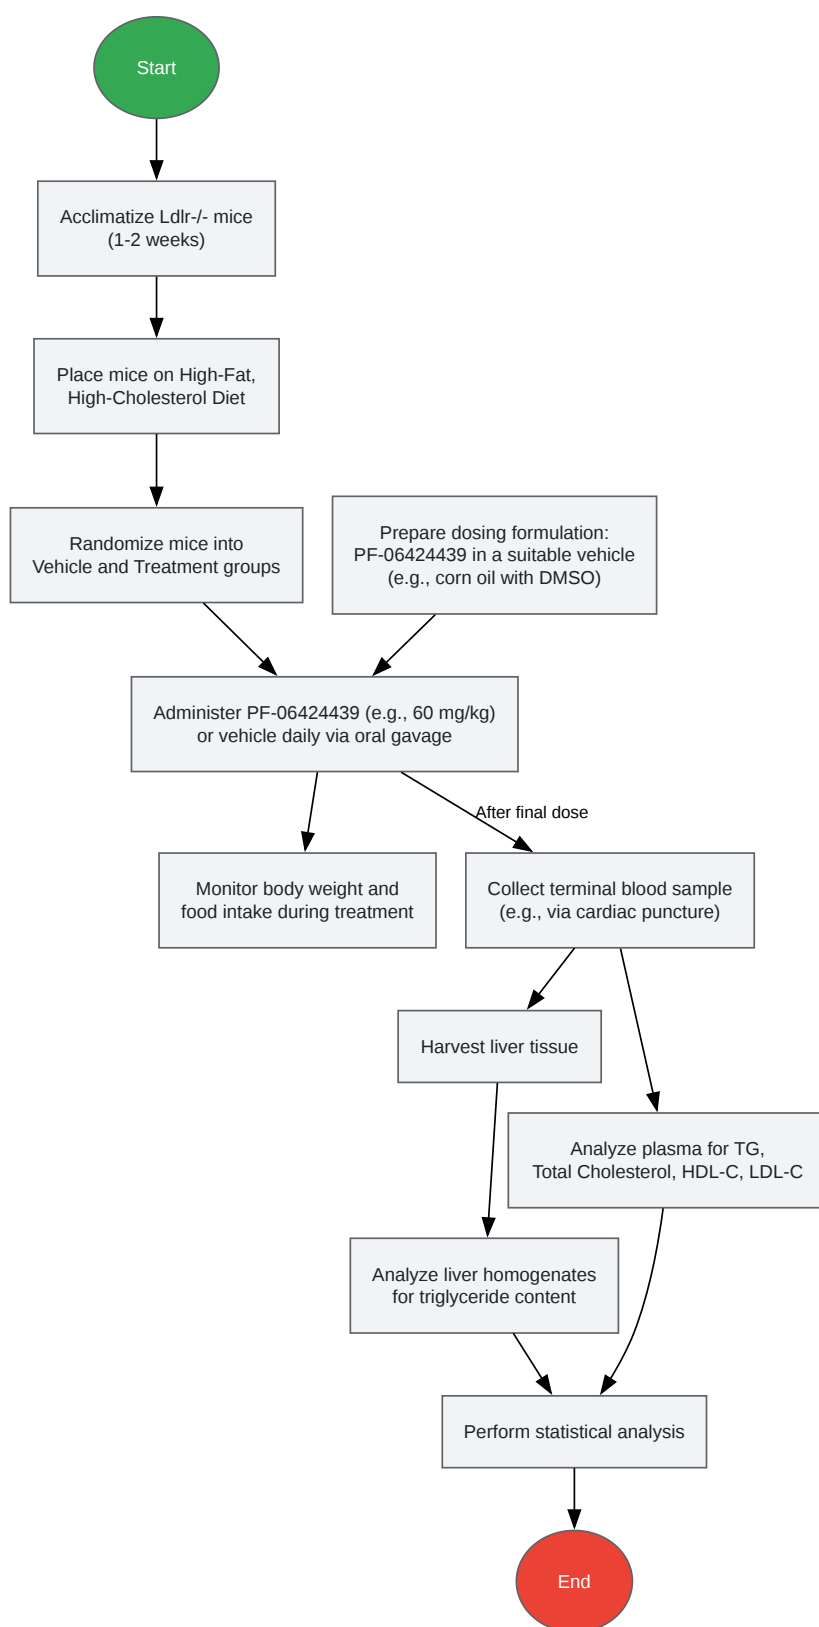 Start
Acclimatize Ldlr-/- mice
(1-2 weeks)
Place mice on High-Fat,
High-Cholesterol Diet
Randomize mice into
Vehicle and Treatment groups
Prepare dosing formulation:
PF-06424439 in a suitable vehicle
(e.g., corn oil with DMSO)
Administer PF-06424439 (e.g., 60 mg/kg)
or vehicle daily via oral gavage
After final dose
Monitor body weight and
food intake during treatment
Collect terminal blood sample
(e.g., via cardiac puncture)
Harvest liver tissue
Analyze plasma for TG,
Total Cholesterol, HDL-C, LDL-C
Analyze liver homogenates
for triglyceride content
Perform statistical analysis
End